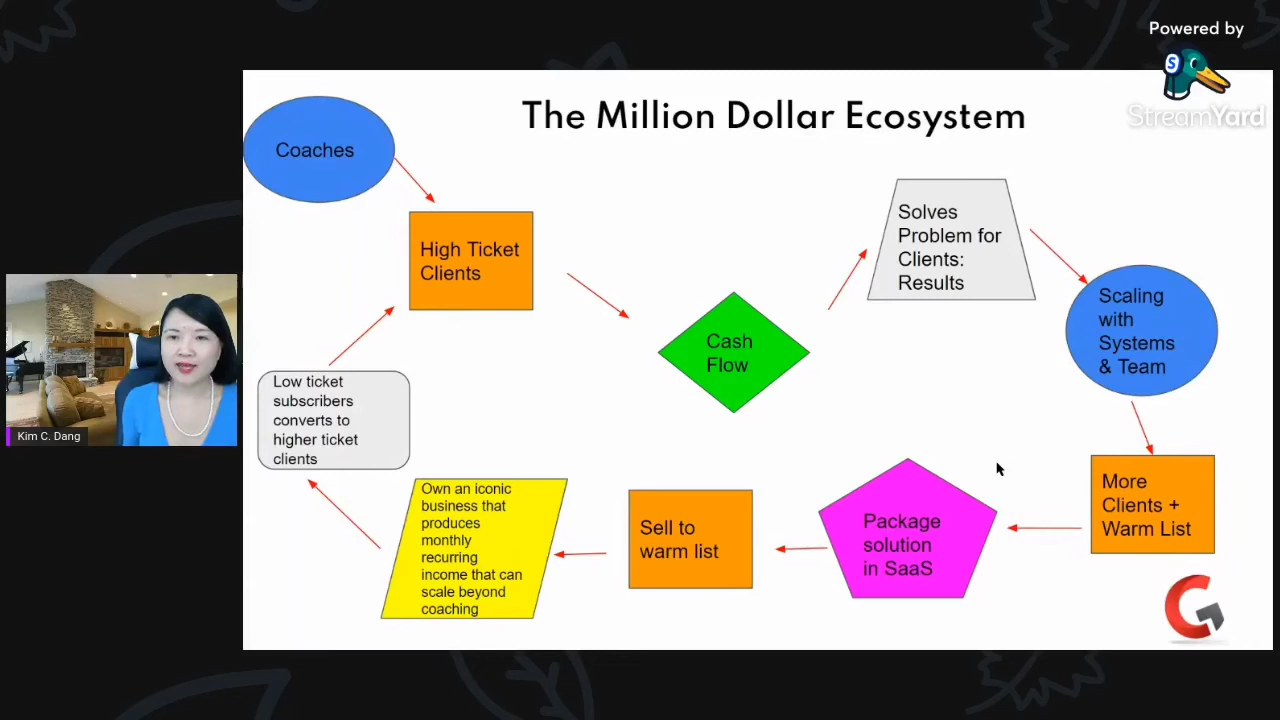 Powered by
StreamYard
The Million Dollar Ecosystem
Coaches
High Ticket
Clients
Cash
Flow
Solves
Problem for
Clients:
Results
Scaling
with
Systems
& Team
More
Clients +
Warm List
Package
solution
in SaaS
Sell to
warm list
Own an iconic
business that
produces
monthly
recurring
income that can
scale beyond
coaching
Low ticket
subscribers
converts to
higher ticket
clients
Kim C. Dang
S
G